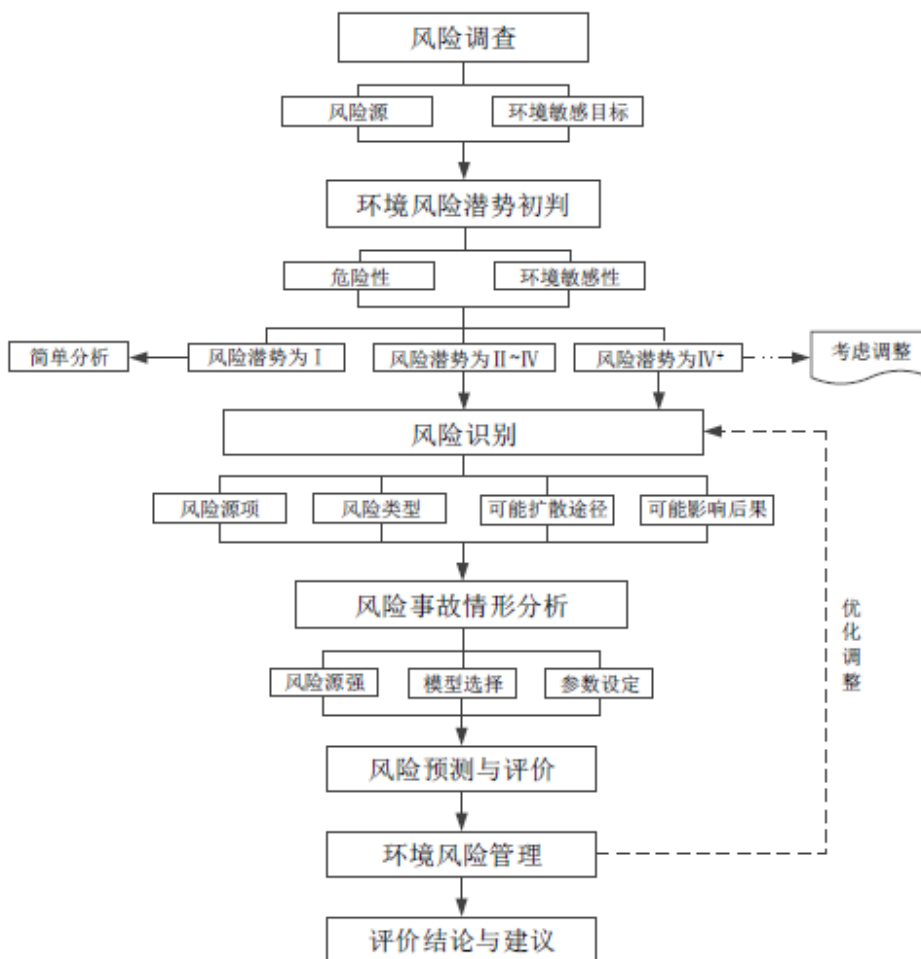 风险调查
风险源
环境敏感目标
环境风险潜势初判
危险性
环境敏感性
简单分析
风险潜势为Ⅰ
风险潜势为Ⅱ~Ⅳ
风险潜势为Ⅳ+
考虑调整
风险识别
风险源项
风险类型
可能扩散途径
可能影响后果
风险事故情形分析
优化调整
风险源强
模型选择
参数设定
风险预测与评价
环境风险管理
评价结论与建议